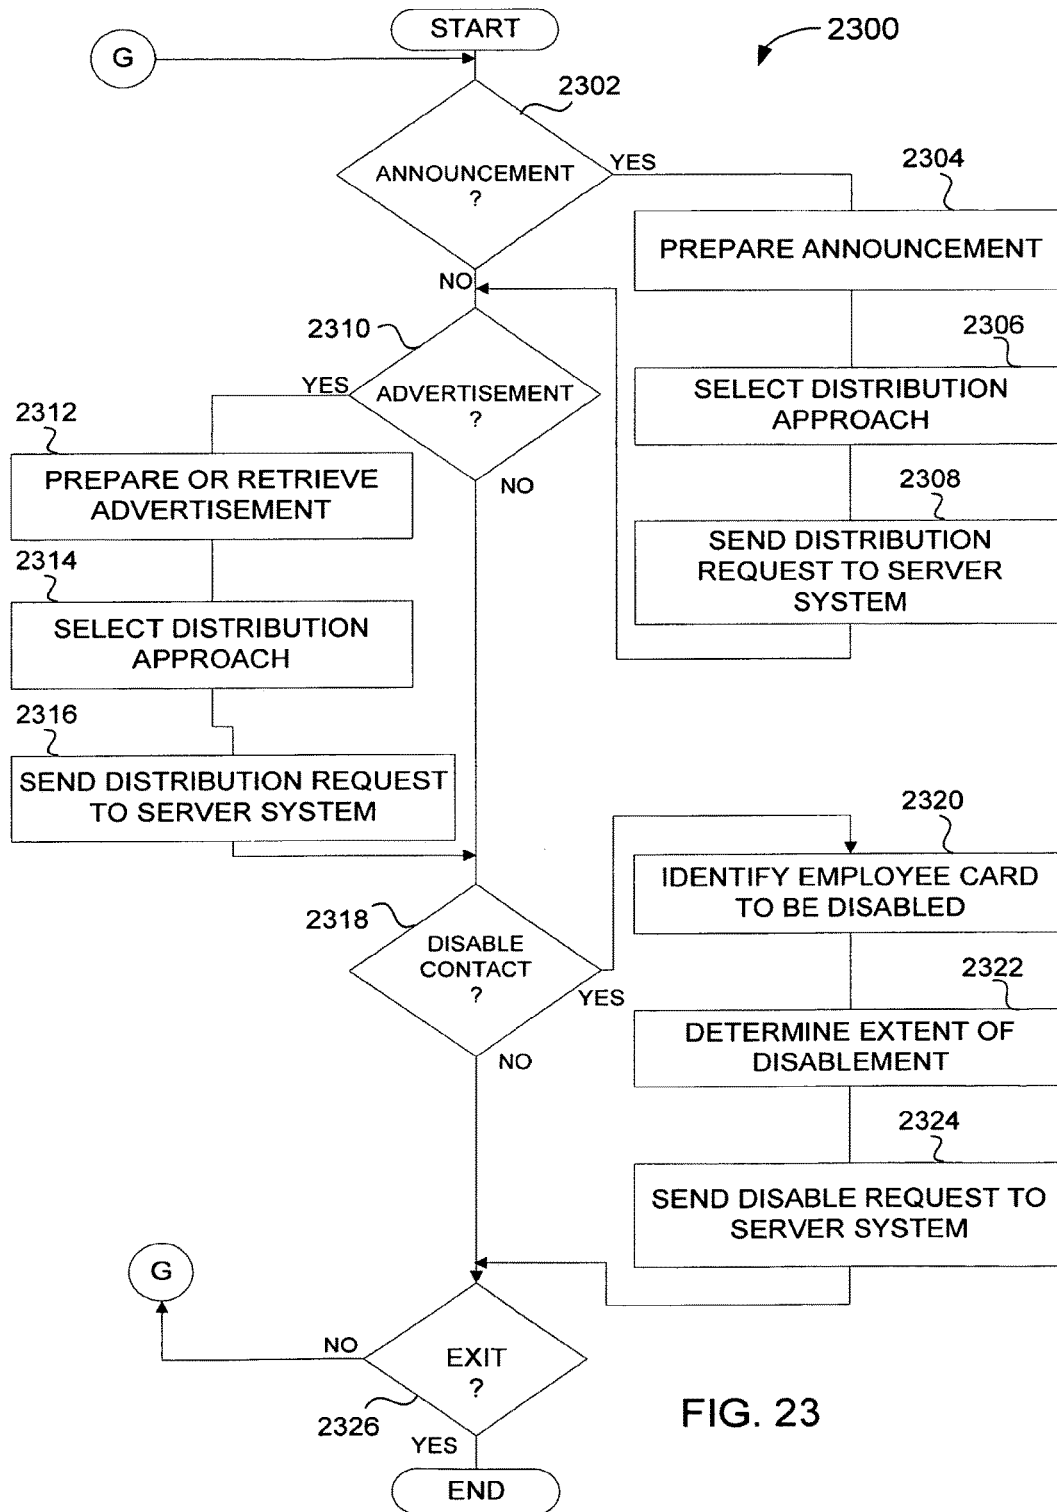 START
2300
G
2302
ANNOUNCEMENT
?
YES
2304
PREPARE ANNOUNCEMENT
NO
2306
SELECT DISTRIBUTION
APPROACH
2308
SEND DISTRIBUTION
REQUEST TO SERVER
SYSTEM
2310
ADVERTISEMENT
?
YES
NO
2312
PREPARE OR RETRIEVE
ADVERTISEMENT
2314
SELECT DISTRIBUTION
APPROACH
2316
SEND DISTRIBUTION REQUEST
TO SERVER SYSTEM
2318
DISABLE
CONTACT
?
YES
NO
2320
IDENTIFY EMPLOYEE CARD
TO BE DISABLED
2322
DETERMINE EXTENT OF
DISABLEMENT
2324
SEND DISABLE REQUEST TO
SERVER SYSTEM
G
NO
EXIT
?
2326
YES
END
FIG. 23